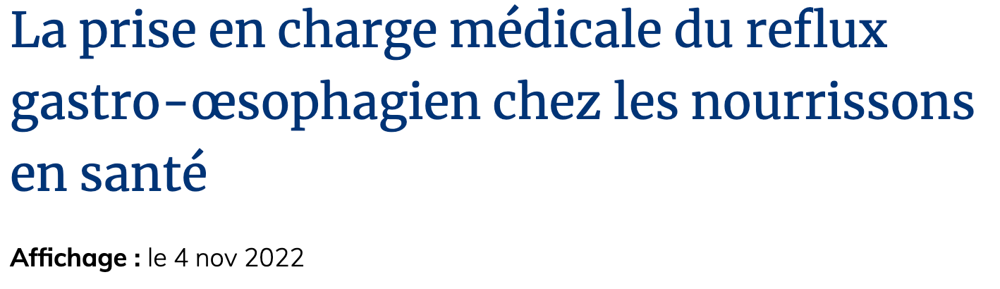 La prise en charge médicale du reflux
gastro-œsophagien chez les nourrissons
en santé
Affichage : le 4 nov 2022